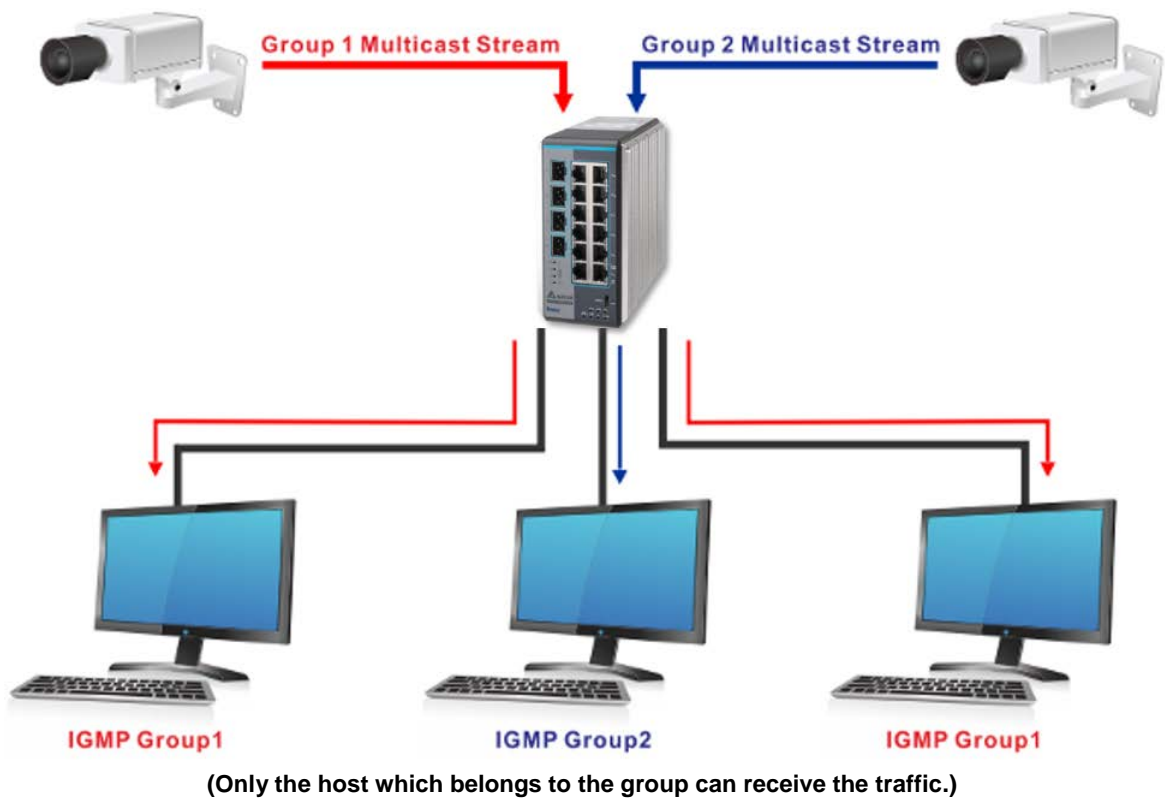 Group 1 Multicast Stream
Group 2 Multicast Stream
IGMP Group1
IGMP Group2
IGMP Group1
(Only the host which belongs to the group can receive the traffic.)